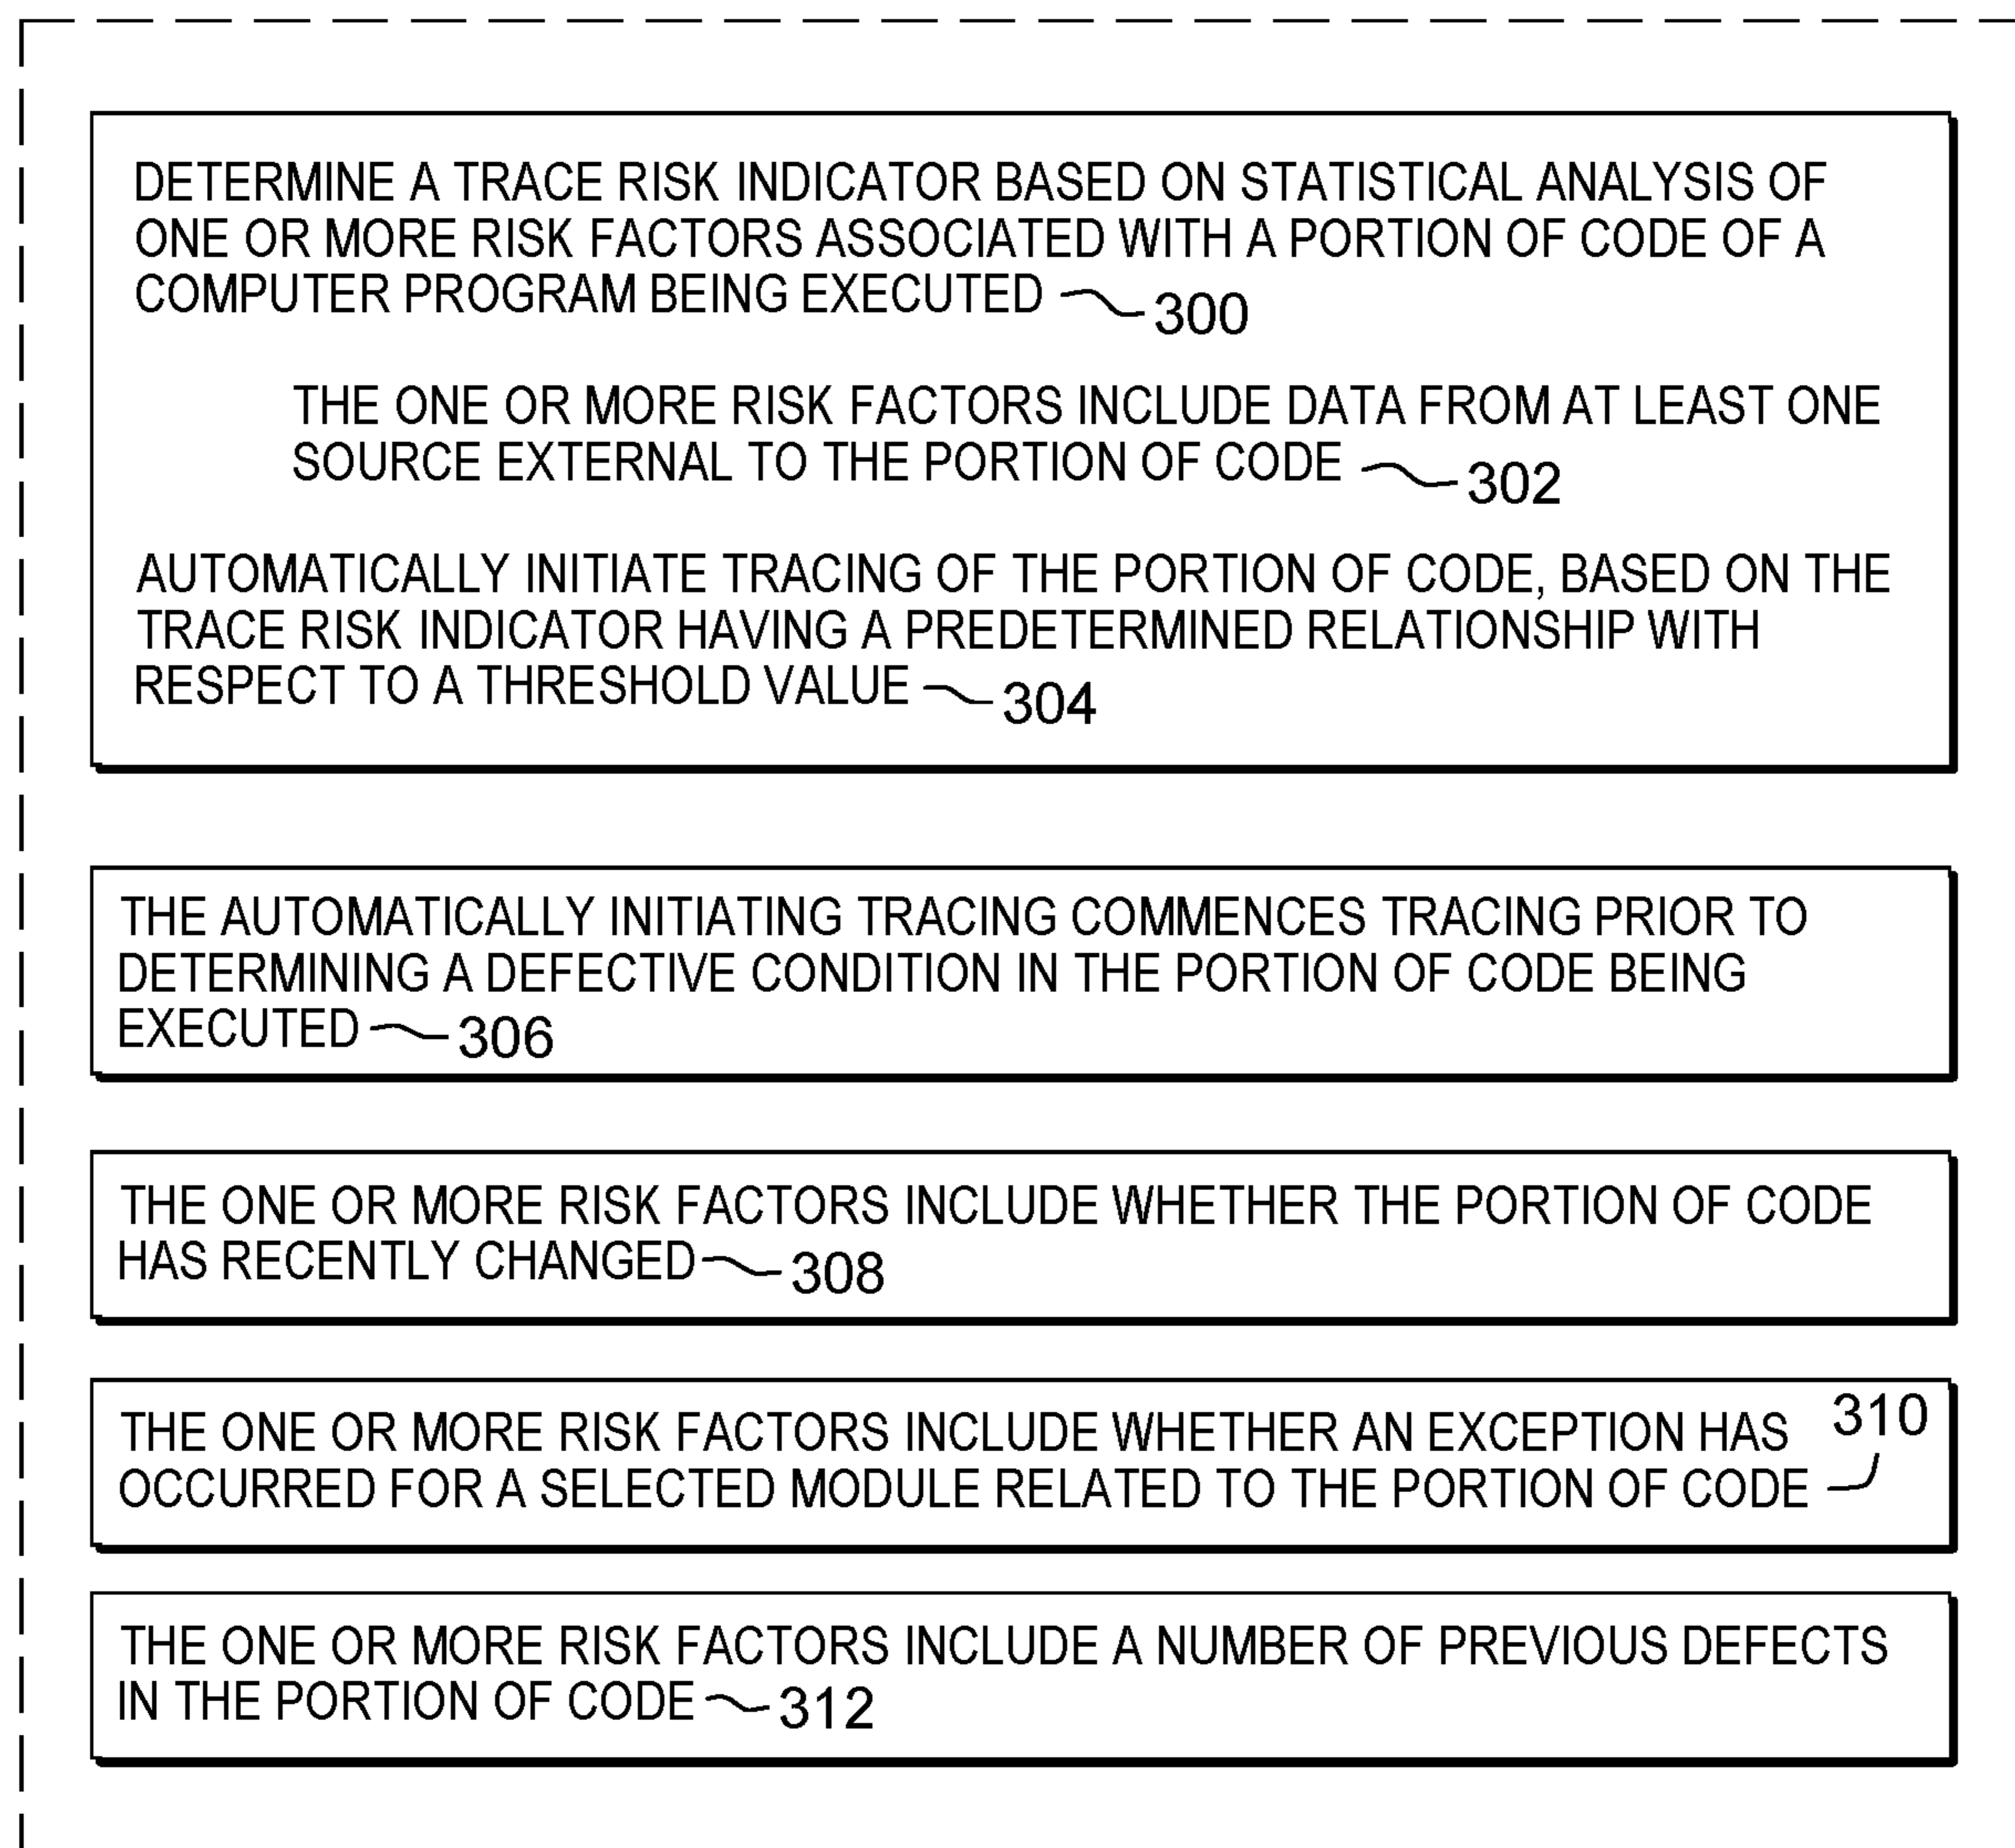 DETERMINE A TRACE RISK INDICATOR BASED ON STATISTICAL ANALYSIS OF
ONE OR MORE RISK FACTORS ASSOCIATED WITH A PORTION OF CODE OF A
COMPUTER PROGRAM BEING EXECUTED 300
THE ONE OR MORE RISK FACTORS INCLUDE DATA FROM AT LEAST ONE
SOURCE EXTERNAL TO THE PORTION OF CODE 302
AUTOMATICALLY INITIATE TRACING OF THE PORTION OF CODE, BASED ON THE
TRACE RISK INDICATOR HAVING A PREDETERMINED RELATIONSHIP WITH
RESPECT TO A THRESHOLD VALUE 304
THE AUTOMATICALLY INITIATING TRACING COMMENCES TRACING PRIOR TO
DETERMINING A DEFECTIVE CONDITION IN THE PORTION OF CODE BEING
EXECUTED 306
THE ONE OR MORE RISK FACTORS INCLUDE WHETHER THE PORTION OF CODE
HAS RECENTLY CHANGED 308
THE ONE OR MORE RISK FACTORS INCLUDE WHETHER AN EXCEPTION HAS 310
OCCURRED FOR A SELECTED MODULE RELATED TO THE PORTION OF CODE
THE ONE OR MORE RISK FACTORS INCLUDE A NUMBER OF PREVIOUS DEFECTS
IN THE PORTION OF CODE 312